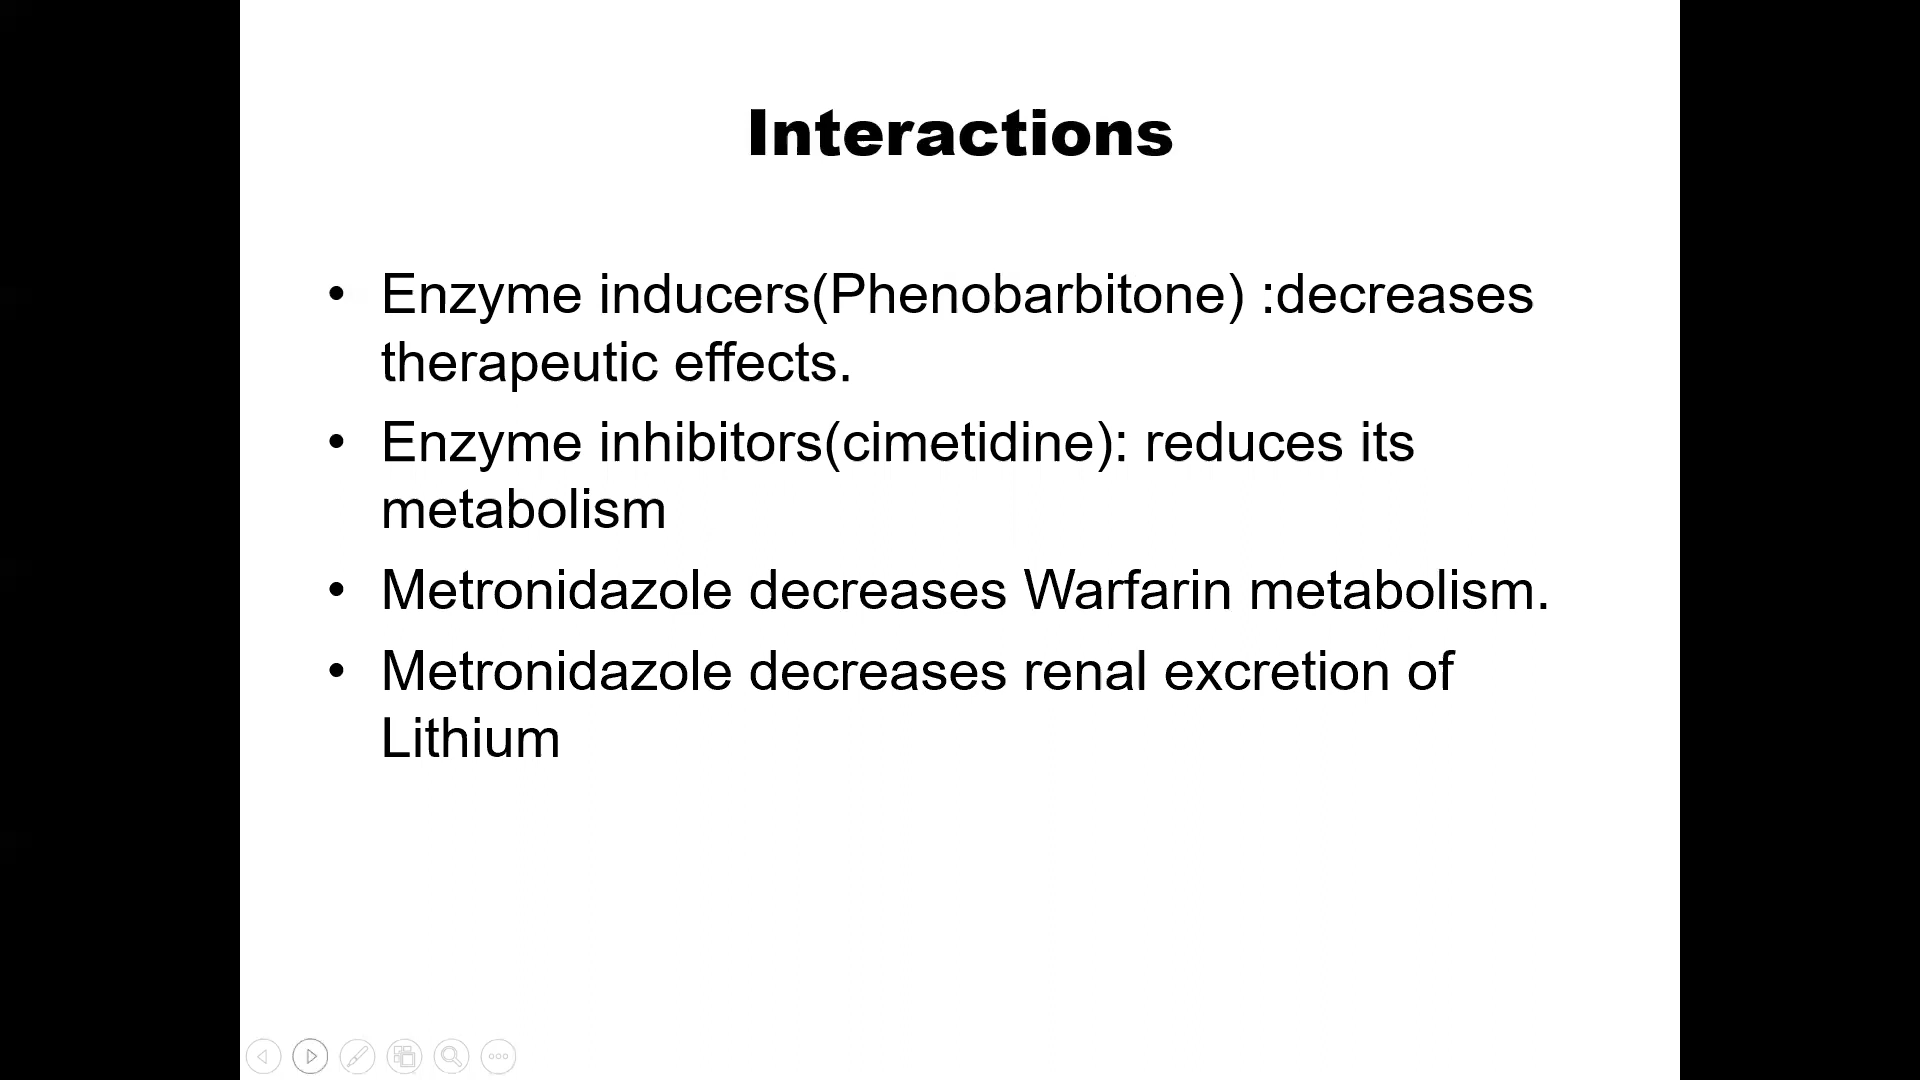 Interactions
• Enzyme inducers(Phenobarbitone) :decreases
therapeutic effects.
• Enzyme inhibitors(cimetidine): reduces its
metabolism
• Metronidazole decreases Warfarin metabolism.
• Metronidazole decreases renal excretion of
Lithium